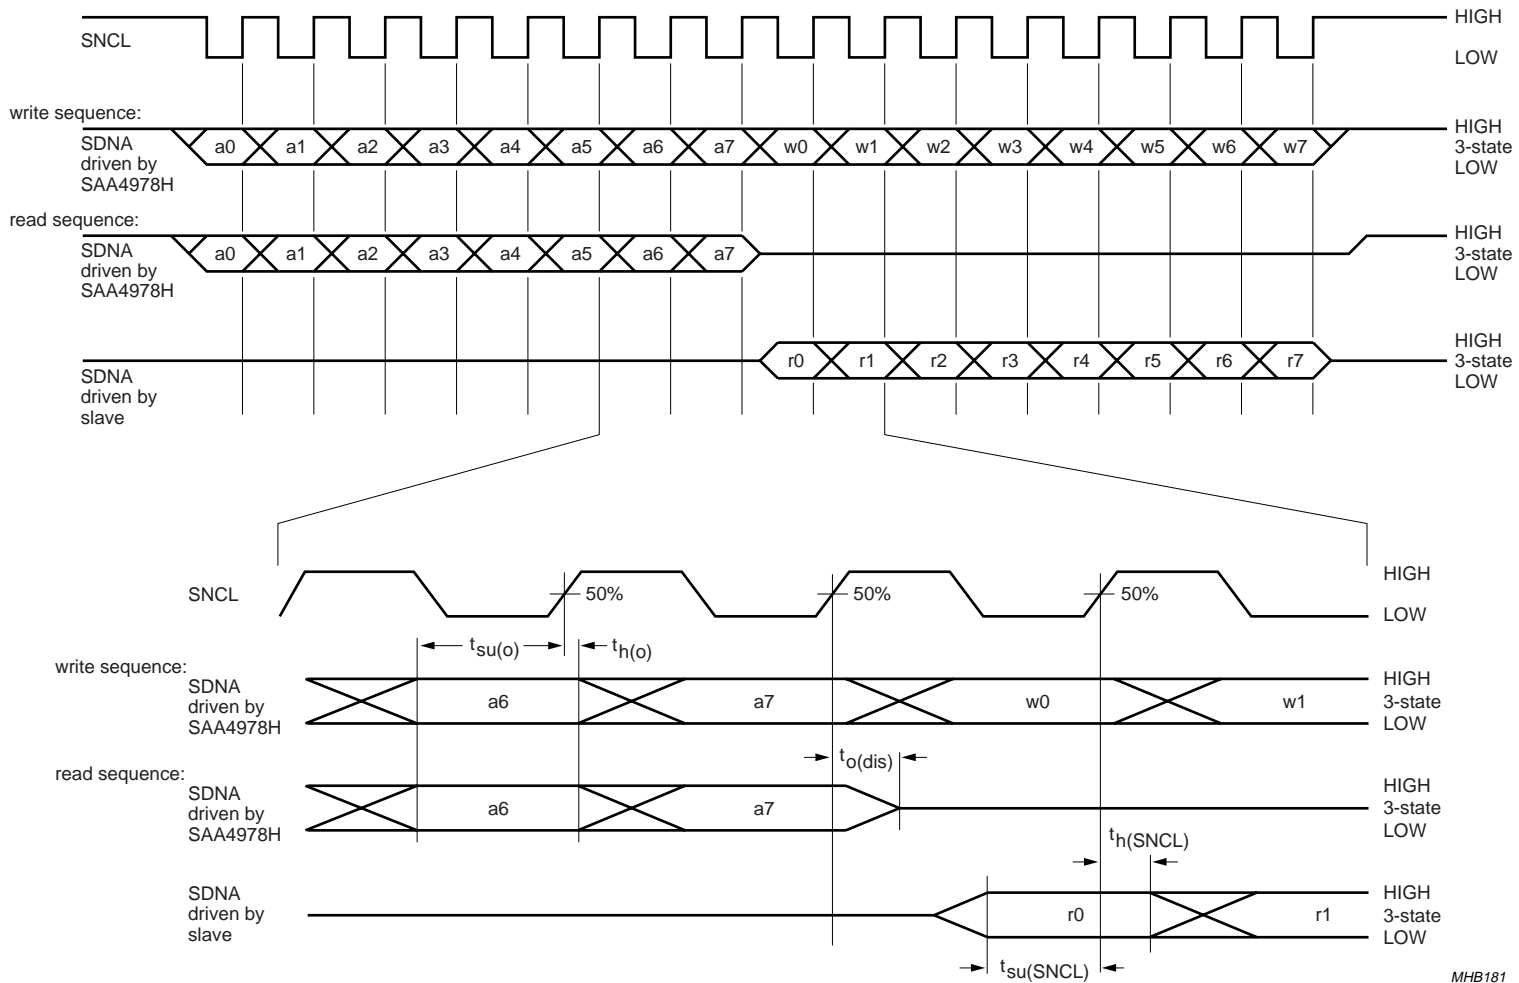 HIGH
SNCL
LOW
write sequence:
SDNA
driven by
SAA4978H
a0 a1 a2 a3 a4 a5 a6 a7 w0 w1 w2 w3 w4 w5 w6 w7
HIGH
3-state
LOW
read sequence:
SDNA
driven by
SAA4978H
a0 a1 a2 a3 a4 a5 a6 a7
HIGH
3-state
LOW
SDNA
driven by
slave
r0 r1 r2 r3 r4 r5 r6 r7
HIGH
3-state
LOW
SNCL
50% 50% 50%
HIGH
LOW
tsu(o) th(o)
write sequence:
SDNA
driven by
SAA4978H
a6 a7 w0 w1
HIGH
3-state
LOW
to(dis)
read sequence:
SDNA
driven by
SAA4978H
a6 a7
HIGH
3-state
LOW
th(SNCL)
SDNA
driven by
slave
r0 r1
HIGH
3-state
LOW
tsu(SNCL)
MHB181